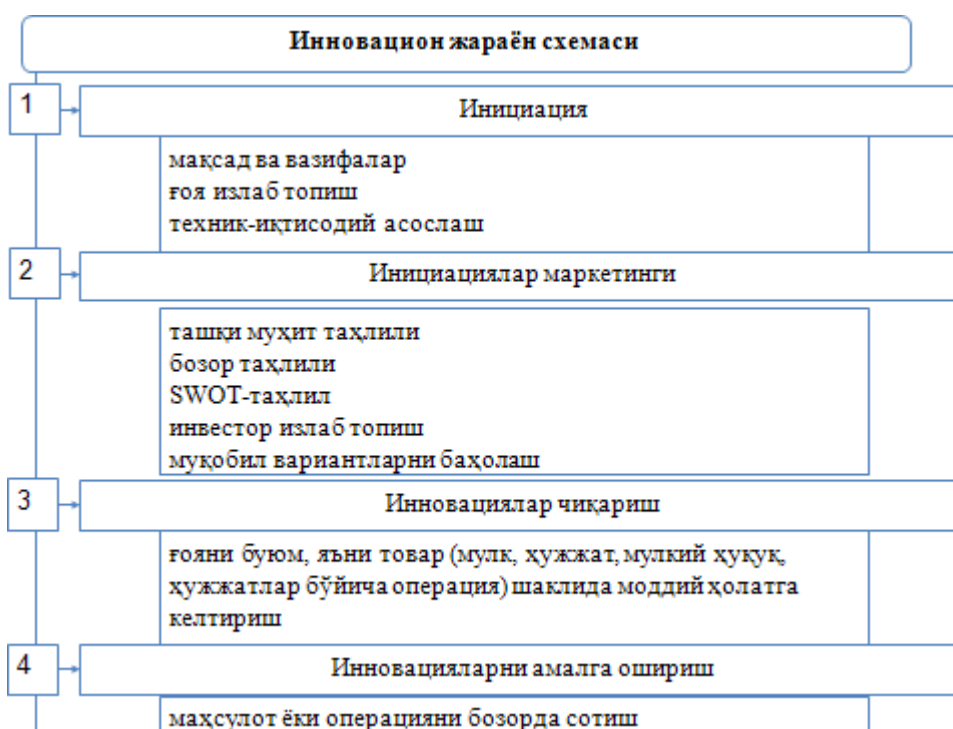 Инновацион жараён схемаси
1
Инициация
мақсад ва вазифалар
ғоя излаб топиш
техник-иқтисодий асослаш
2
Инициациялар маркетинги
ташқи муҳит таҳлили
бозор таҳлили
SWOT-таҳлил
инвестор излаб топиш
муқобил вариантларни баҳолаш
3
Инновациялар чиқариш
ғояни буюм, яъни товар (мулк, ҳужжат, мулкий ҳуқуқ,
ҳужжатлар бўйича операция) шаклида моддий ҳолатга
келтириш
4
Инновацияларни амалга ошириш
маҳсулот ёки операцияни бозорда сотиш